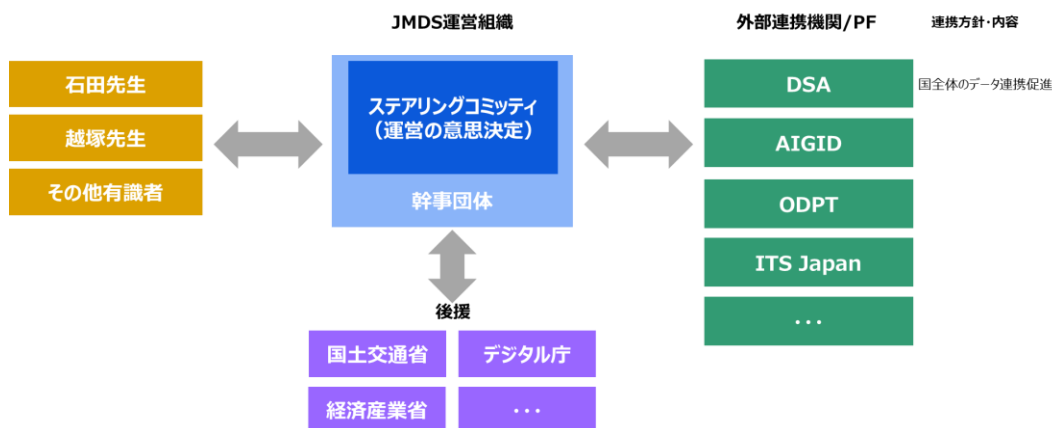 JMDS運営組織
外部連携機関/PF
連携方針・内容
石田先生
越塚先生
その他有識者
ステアリングコミッティ
（運営の意思決定）
幹事団体
DSA
国全体のデータ連携促進
AIGID
ODPT
ITS Japan
・・・
後援
国土交通省
デジタル庁
経済産業省
・・・